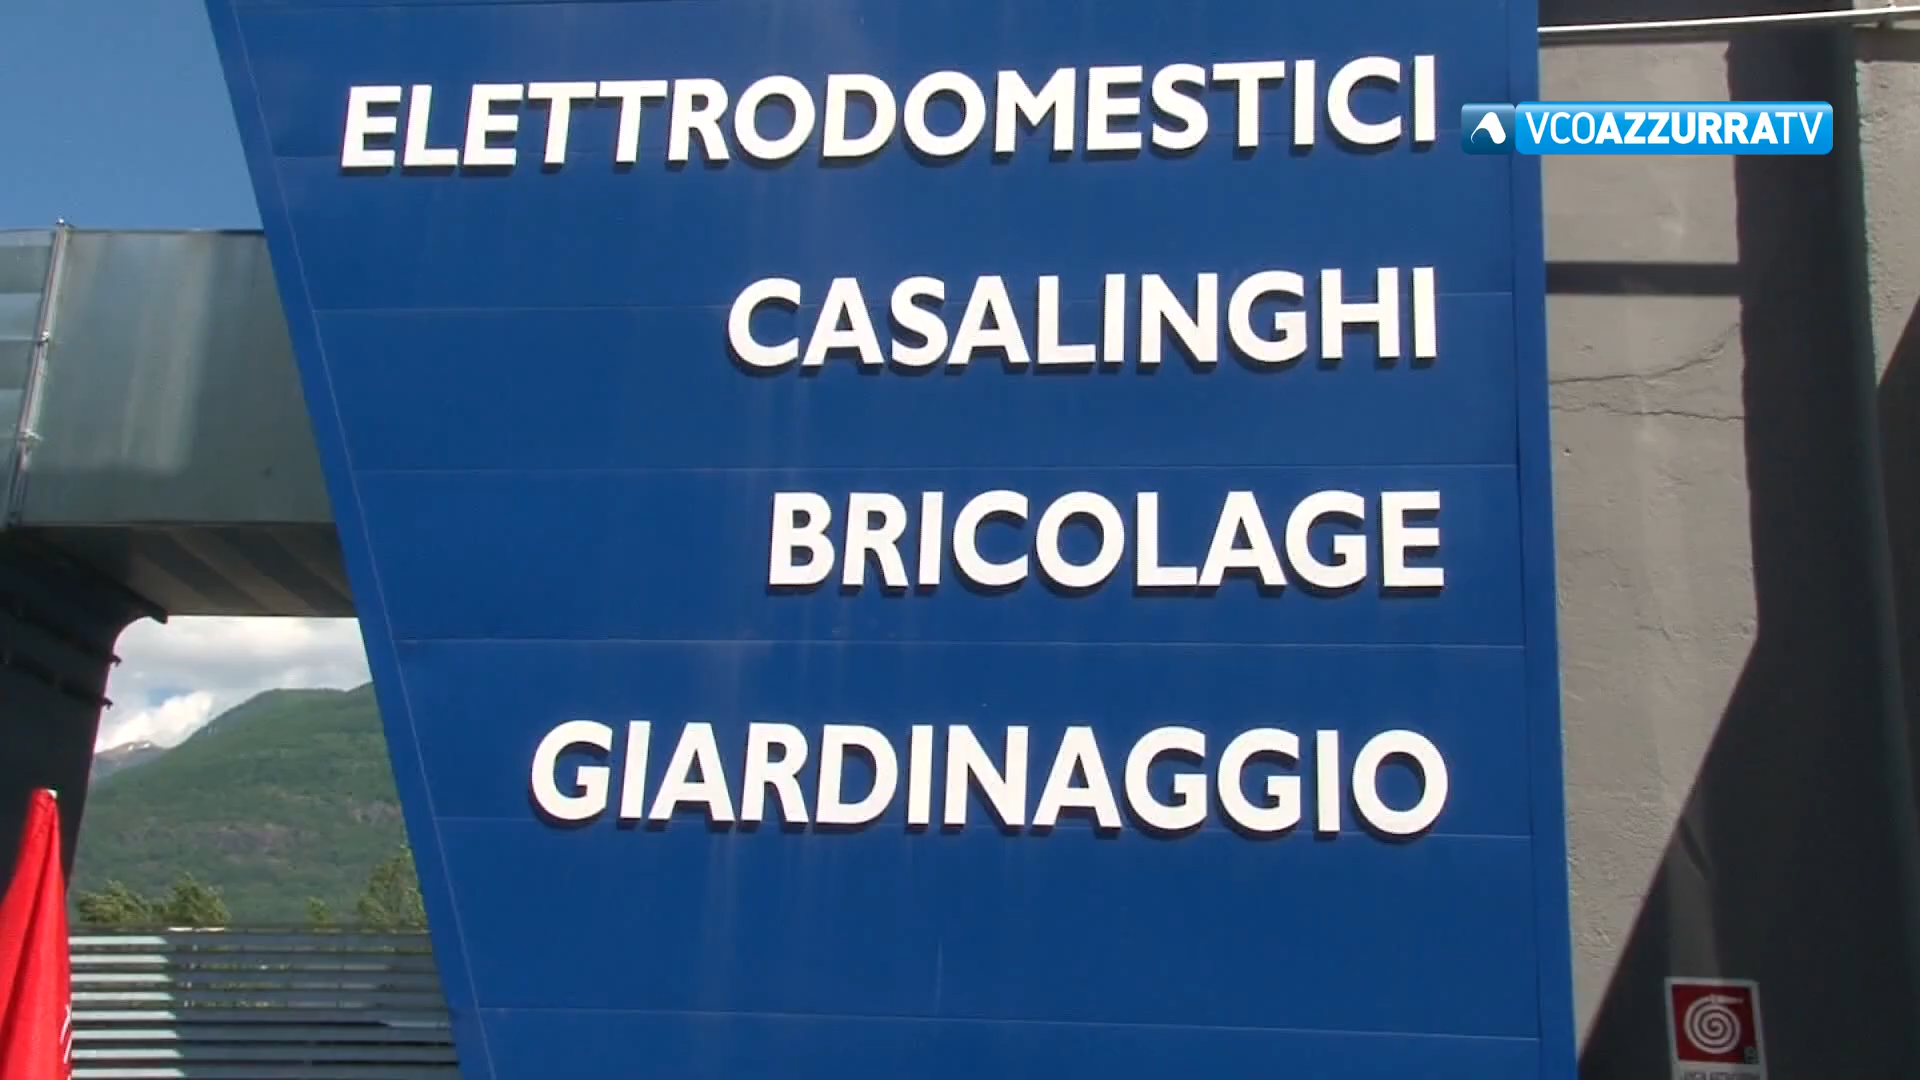 ELETTRODOMESTICI
VCOAZZURRATV
CASALINGHI
BRICOLAGE
GIARDINAGGIO